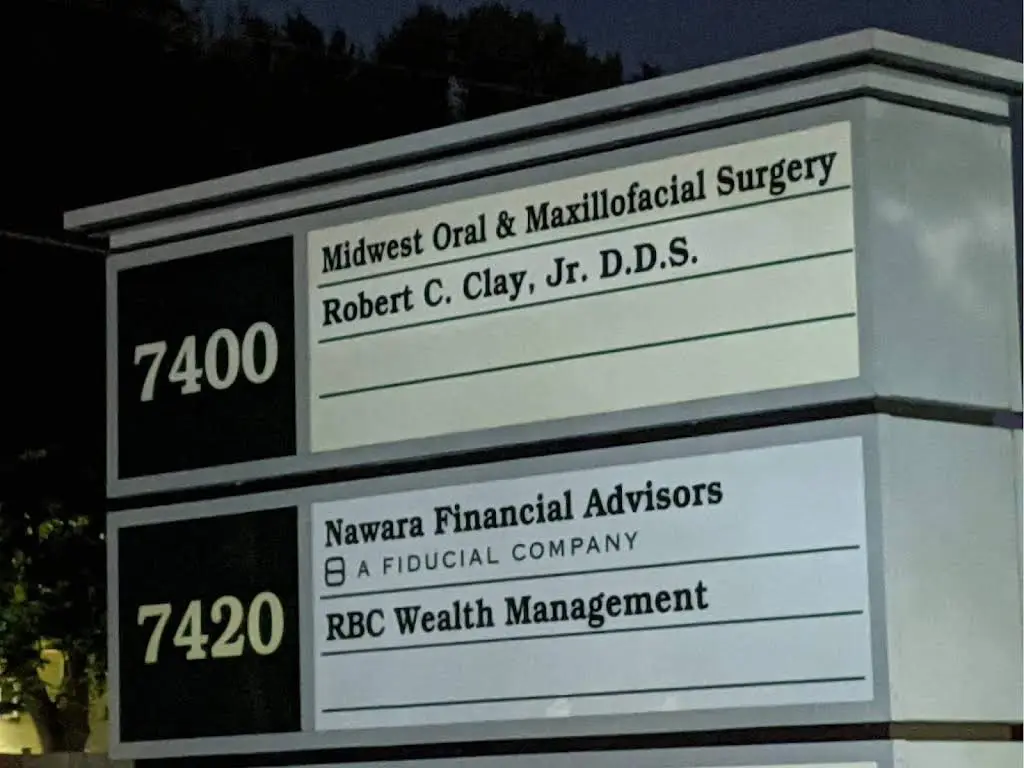 7400
Midwest Oral & Maxillofacial Surgery
Robert C. Clay, Jr. D.D.S.
7420
Nawara Financial Advisors
A FIDUCIAL COMPANY
RBC Wealth Management